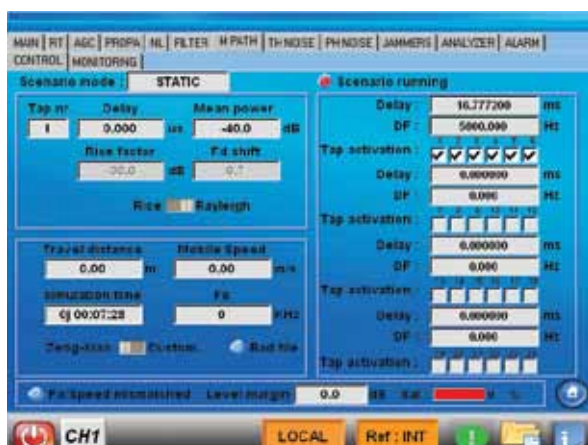 MAIN | RT | AGC | PROPA | NL | FILTER | M PATH | TH NOISE | PH NOISE | JAMMERS | ANALYZER | ALARM
CONTROL | MONITORING
Scenario mode : STATIC
Scenario running
Tap nr Delay Mean power
1 0.000 us -40.0 dB
Rice factor Fd shift
dB 0.7
Rice Rayleigh
Travel distance Mobile Speed
0.00 m 0.00 m/s
Simulation time Fd
0j 00:07:28 0 KHz
Custom
Delay : 16.777200 ms
DF : 5000.000 Hz
Tap activation :
Delay : 0.000000 ms
DF : 0.000 Hz
Tap activation :
Delay : 0.000000 ms
DF : 0.000 Hz
Tap activation :
Delay : 0.000000 ms
DF : 0.000 Hz
Tap activation :
Fd/Speed mismatched Level margin 0.0 dB Sat %
CH1 LOCAL Ref : INT